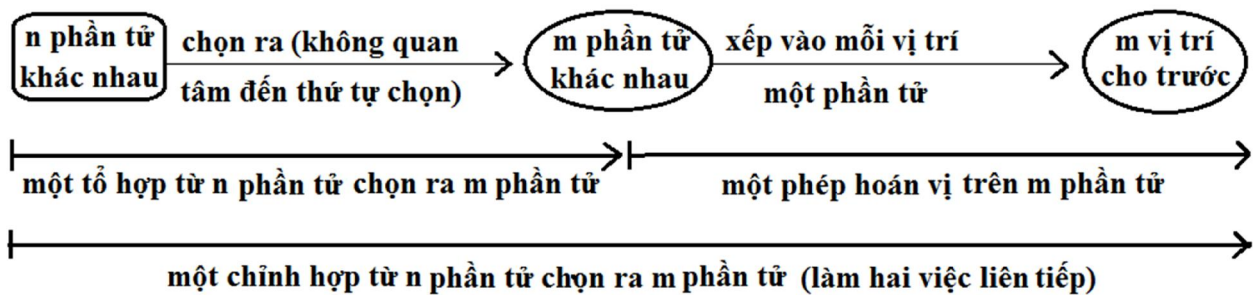 n phần tử
khác nhau
chọn ra (không quan
tâm đến thứ tự chọn)
m phần tử
khác nhau
xếp vào mỗi vị trí
một phần tử
m vị trí
cho trước
một tổ hợp từ n phần tử chọn ra m phần tử
một phép hoán vị trên m phần tử
một chỉnh hợp từ n phần tử chọn ra m phần tử (làm hai việc liên tiếp)